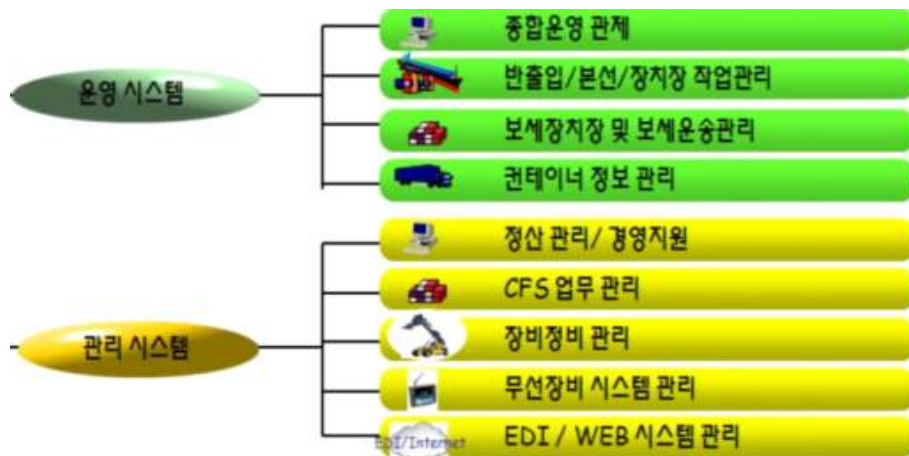 운영 시스템
종합운영 관제
반출입/본선/장치장 작업관리
보세장치장 및 보세운송관리
컨테이너 정보 관리
관리 시스템
정산 관리/ 경영지원
CFS 업무 관리
장비정비 관리
무선장비 시스템 관리
EDI/Internet
EDI / WEB 시스템 관리